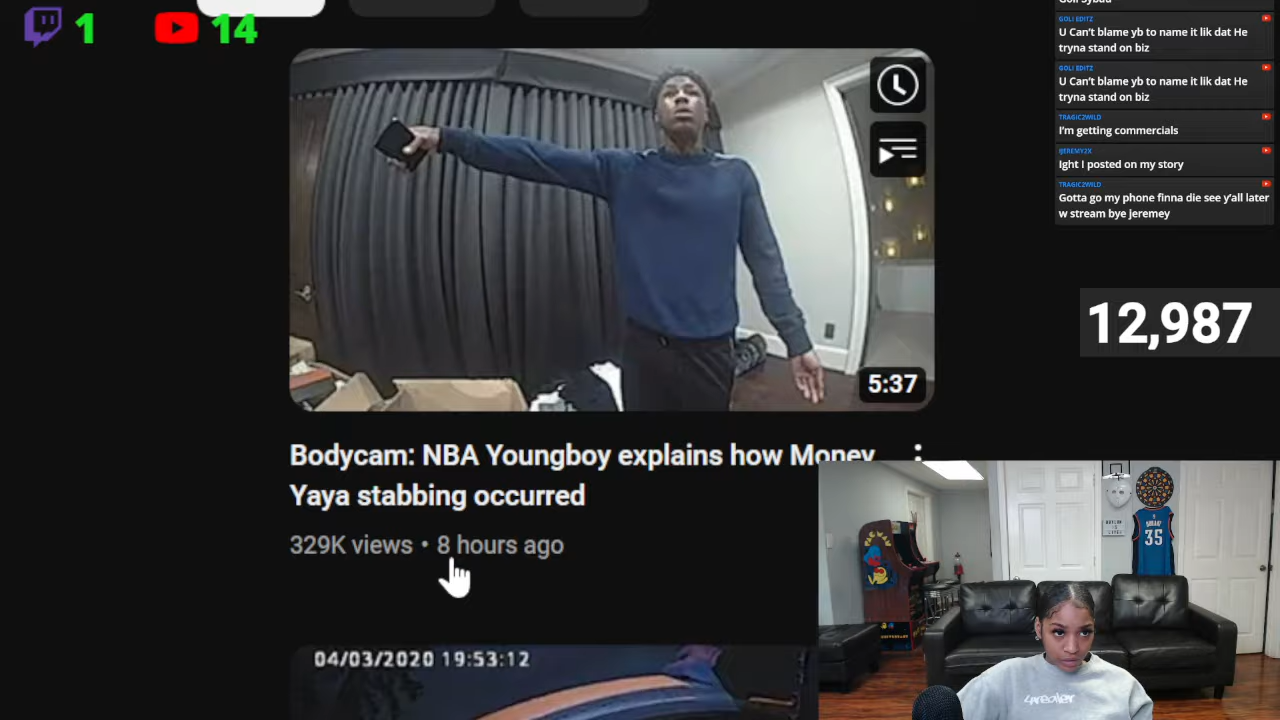 1
14
GOLI EDITZ
U Can't blame yb to name it lik dat He
tryna stand on biz
GOLI EDITZ
U Can't blame yb to name it lik dat He
tryna stand on biz
TRAGIC2WILD
I'm getting commercials
IJEREMY2X
Ight I posted on my story
TRAGIC2WILD
Gotta go my phone finna die see y'all later
w stream bye jeremey
12,987
5:37
Bodycam: NBA Youngboy explains how Money
Yaya stabbing occurred
329K views • 8 hours ago
04/03/2020 19:53:12
PAC-MAN
35